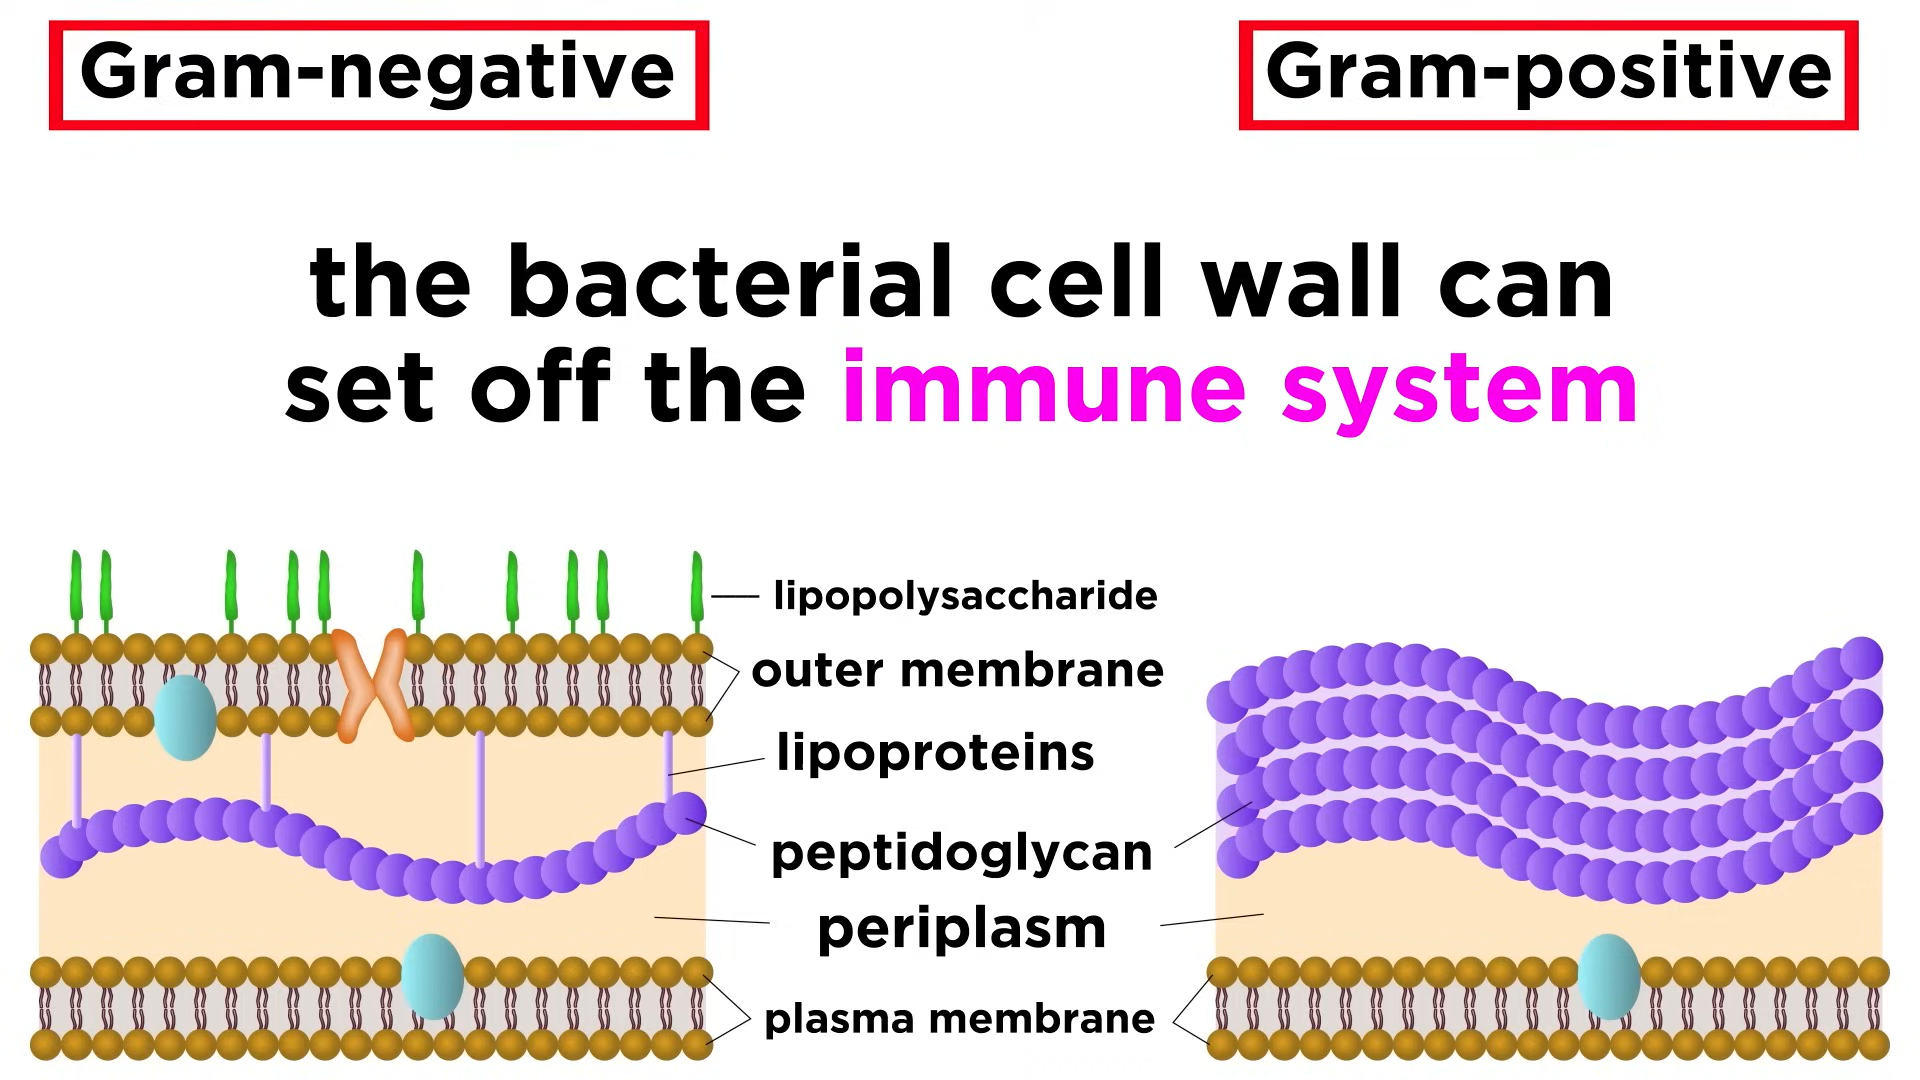 Gram-negative
Gram-positive
the bacterial cell wall can
set off the immune system
lipopolysaccharide
outer membrane
lipoproteins
peptidoglycan
periplasm
plasma membrane